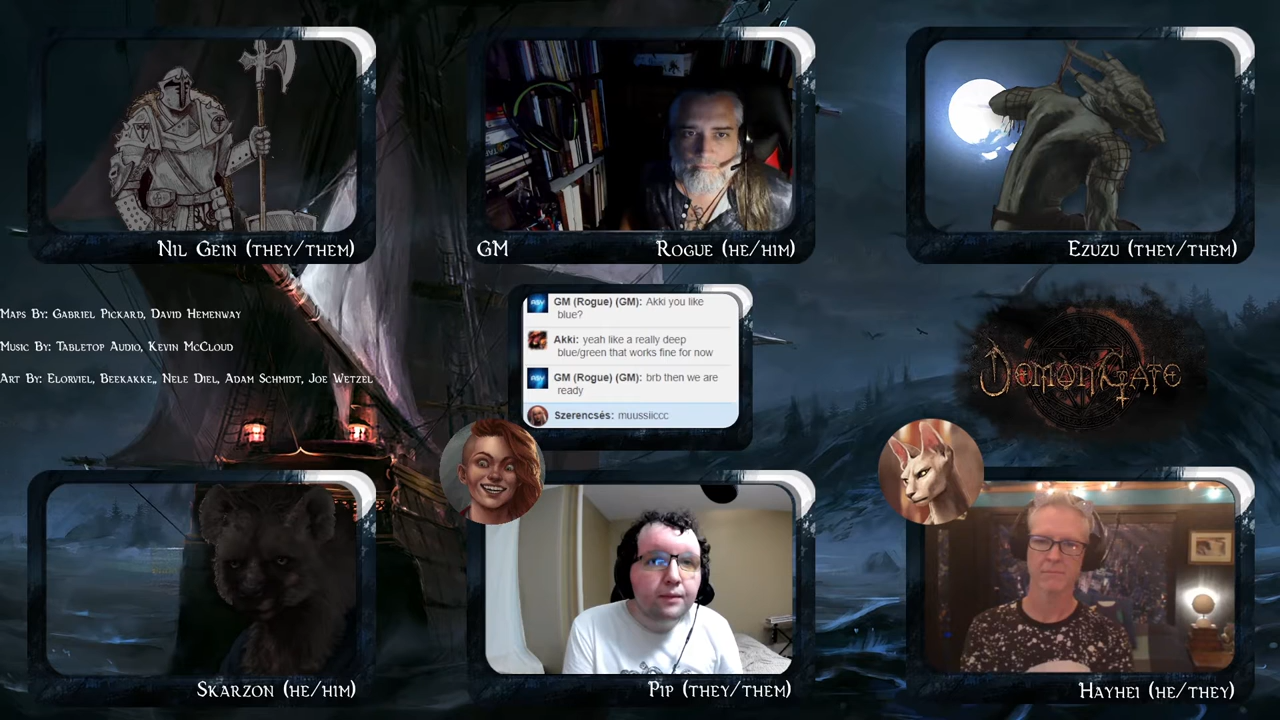 Nil Gein (they/them)
GM
Rogue (he/him)
Ezuzu (they/them)
Maps By: Gabriel Pickard, David Hemenway
Music By: Tabletop Audio, Kevin McCloud
Art By: Elorviel, Beekakke,, Nele Diel, Adam Schmidt, Joe Wetzel
GM (Rogue) (GM): Akki you like
blue?
Akki: yeah like a really deep
blue/green that works fine for now
GM (Rogue) (GM): brb then we are
ready
Szerencsés: muussiiccc
DemonGate
Skarzon (he/him)
Pip (they/them)
Hayhei (he/they)